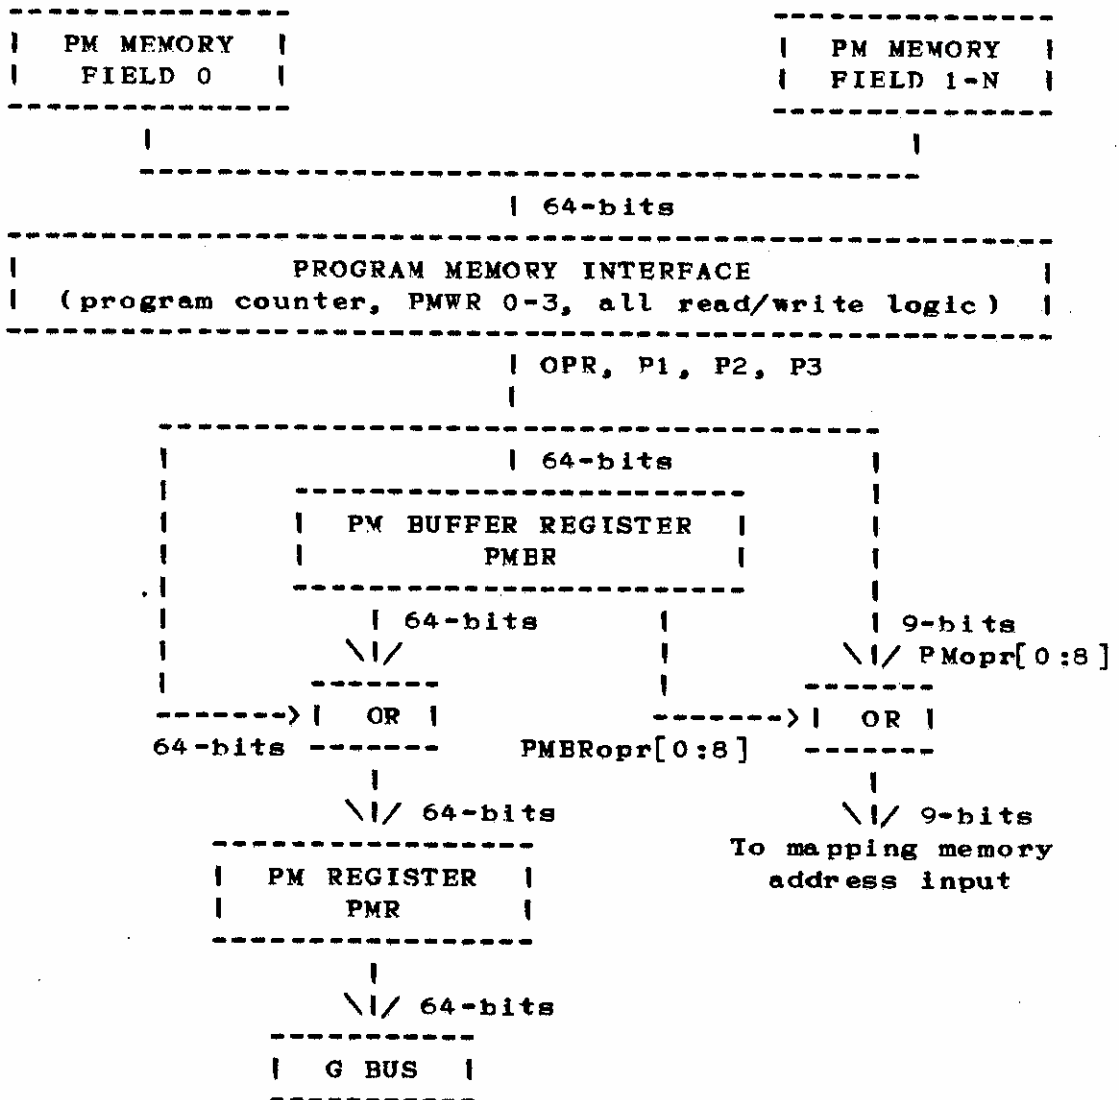 PM MEMORY PM MEMORY
FIELD 0 FIELD 1-N
64-bits
PROGRAM MEMORY INTERFACE
(program counter, PMWR 0-3, all read/write logic)
OPR, P1, P2, P3
64-bits
PM BUFFER REGISTER
PMBR
64-bits 9-bits
PMopr[0:8]
OR OR
64-bits PMBRopr[0:8]
64-bits 9-bits
To mapping memory
PM REGISTER address input
PMR
64-bits
G BUS